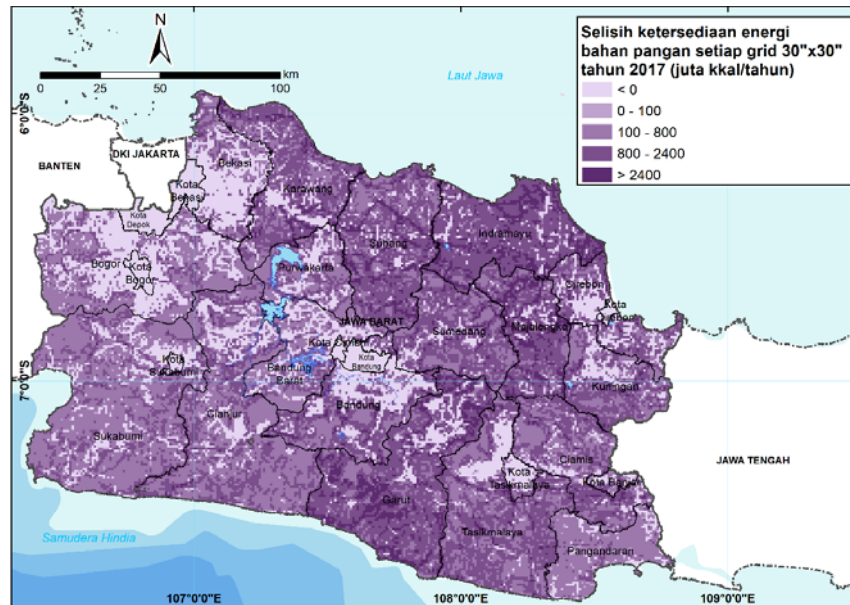 N
0 25 50 100
km
Selisih ketersediaan energi
bahan pangan setiap grid 30"x30"
tahun 2017 (juta kkal/tahun)
< 0
0 - 100
100 - 800
800 - 2400
> 2400
Laut Jawa
6°0'0"S
BANTEN
DKI JAKARTA
Bekasi
Kota
Bekasi
Karawang
Kota
Depok
Subang
Indramayu
Bogor
Kota
Bogor
Purwakarta
Cirebon
Kota
Cirebon
JAWA BARAT
Sumedang
Majalengka
Kota Cimahi
Kota
Bandung
Kota
Sukabumi
Bandung
Barat
Kuningan
7°0'0"S
Cianjur
Bandung
Sukabumi
Ciamis
JAWA TENGAH
Kota
Tasikmalaya
Kota Banjar
Garut
Tasikmalaya
Pangandaran
Samudera Hindia
107°0'0"E
108°0'0"E
109°0'0"E